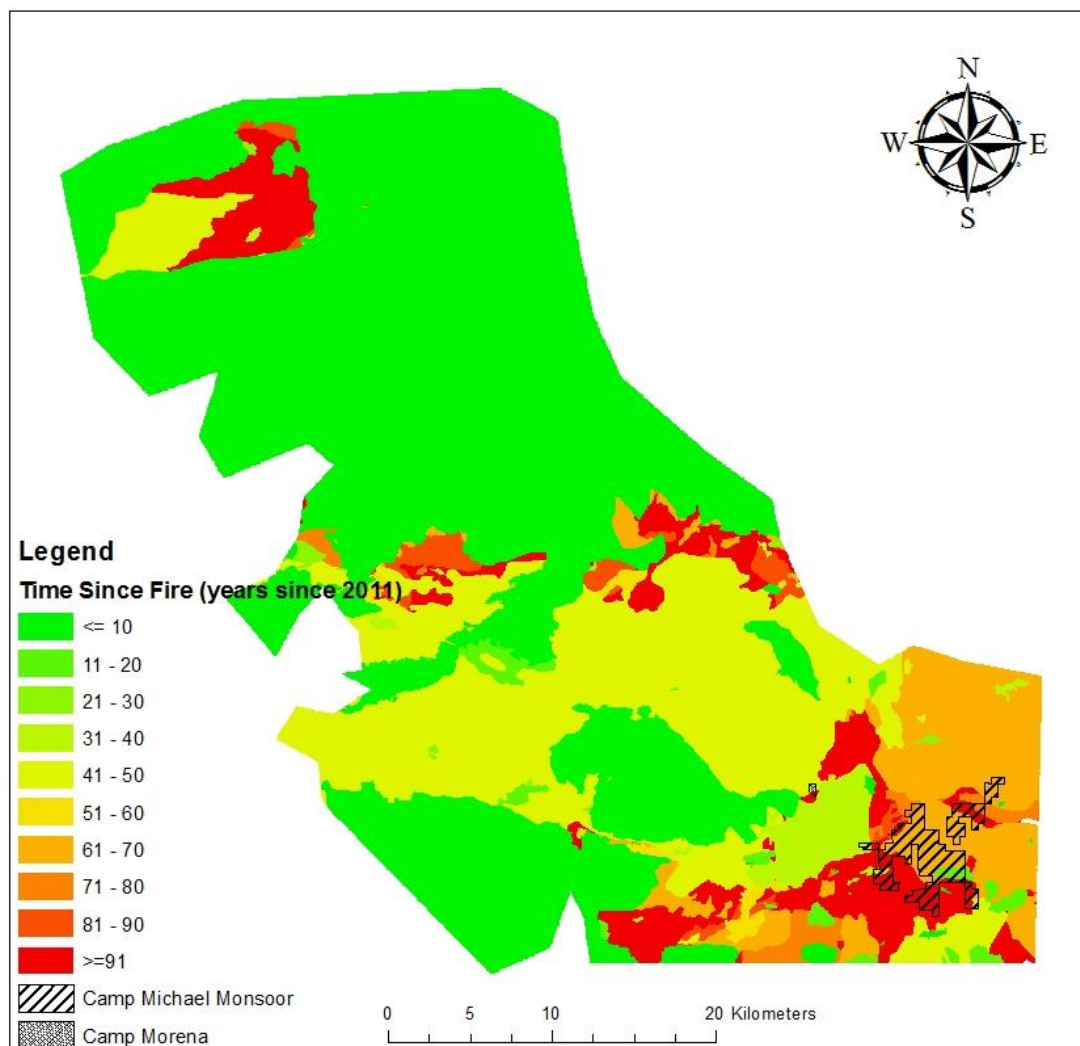 N
W E
S
Legend
Time Since Fire (years since 2011)
<= 10
11 - 20
21 - 30
31 - 40
41 - 50
51 - 60
61 - 70
71 - 80
81 - 90
>=91
Camp Michael Monsoor
Camp Morena
0 5 10 20 Kilometers